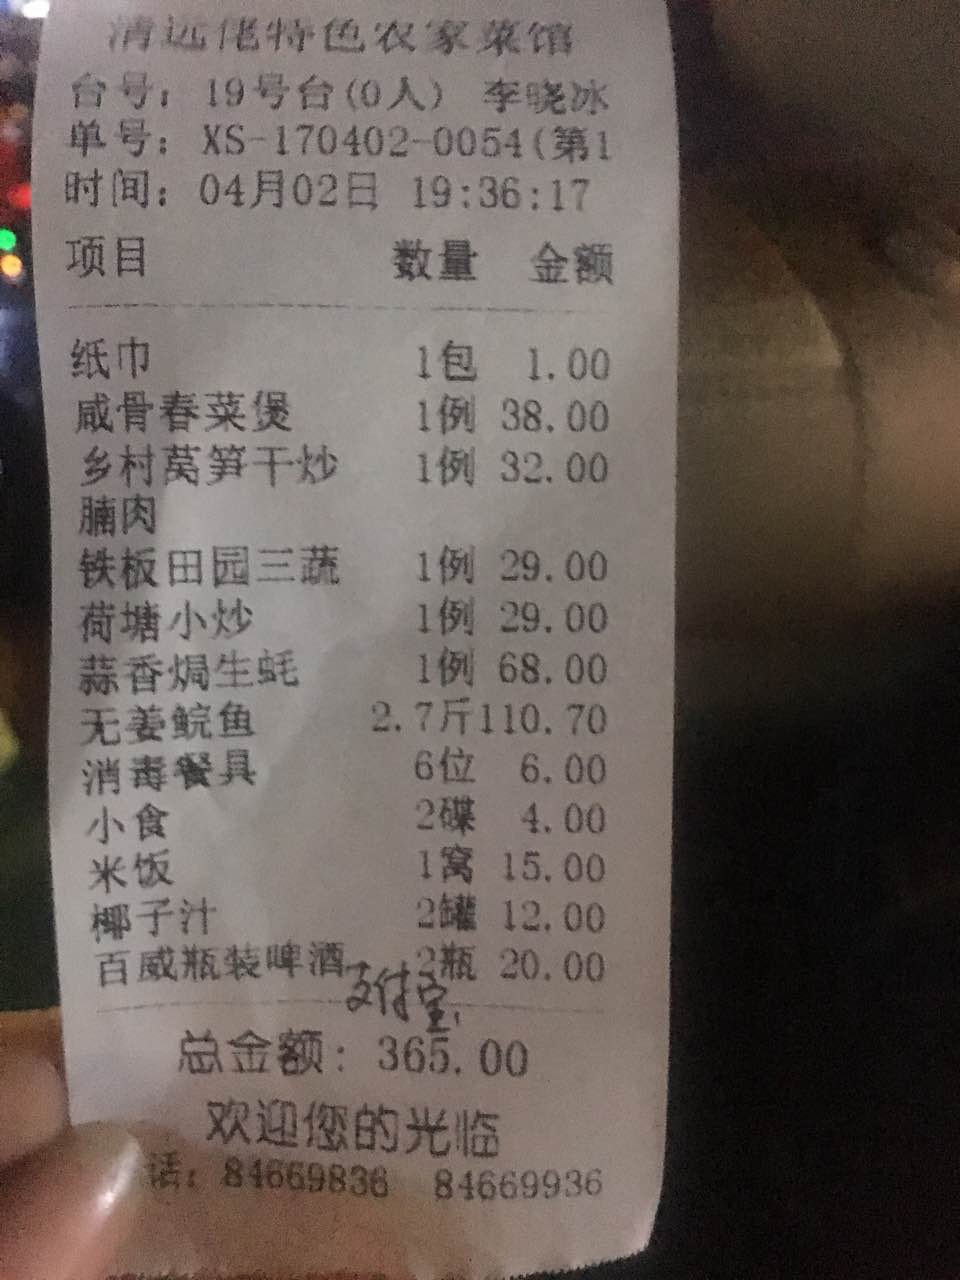 清远佬特色农家菜馆
台号：19号台(0人) 李晓冰
单号：XS-170402-0054(第1
时间：04月02日 19:36:17
项目 数量 金额
纸巾 1包 1.00
咸骨春菜煲 1例 38.00
乡村莴笋干炒 1例 32.00
腩肉
铁板田园三蔬 1例 29.00
荷塘小炒 1例 29.00
蒜香焗生蚝 1例 68.00
无姜鲩鱼 2.7斤110.70
消毒餐具 6位 6.00
小食 2碟 4.00
米饭 1窝 15.00
椰子汁 2罐 12.00
百威瓶装啤酒 2瓶 20.00
支付宝
总金额：365.00
欢迎您的光临
话：84669836 84669936